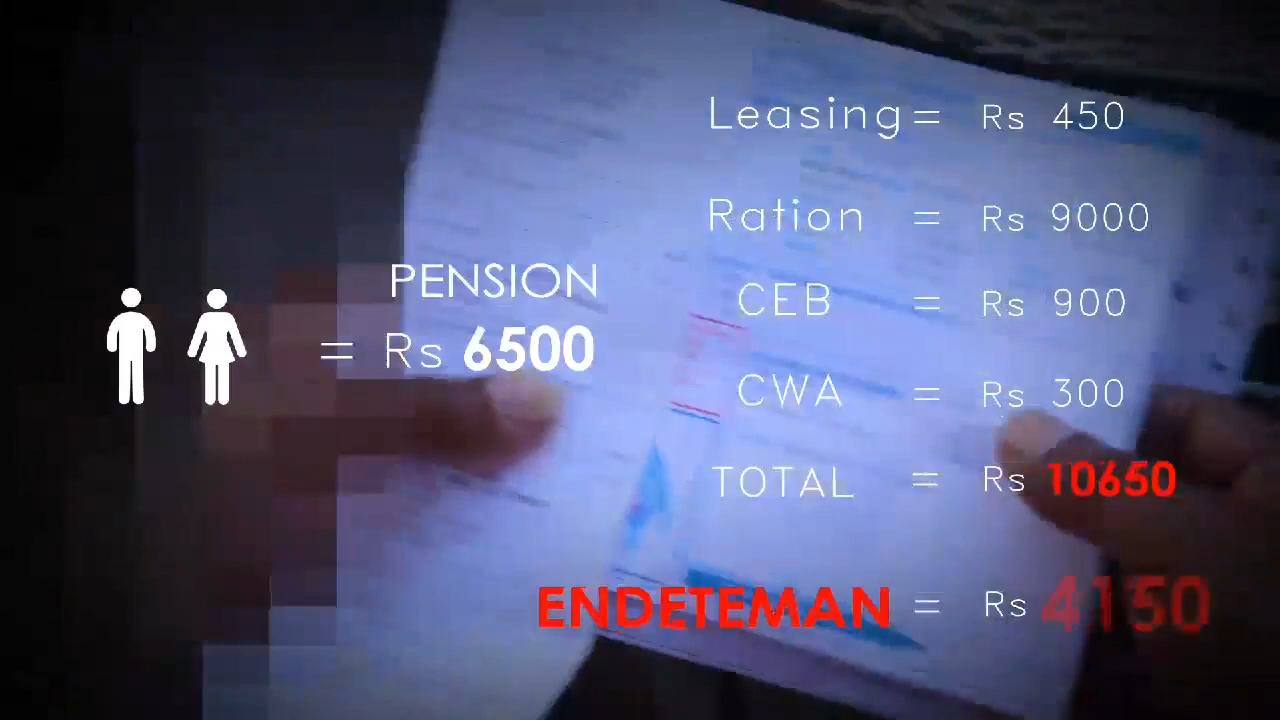 PENSION
= Rs 6500
Leasing = Rs 450
Ration = Rs 9000
CEB = Rs 900
CWA = Rs 300
TOTAL = Rs 10650
ENDETEMAN = Rs 4150